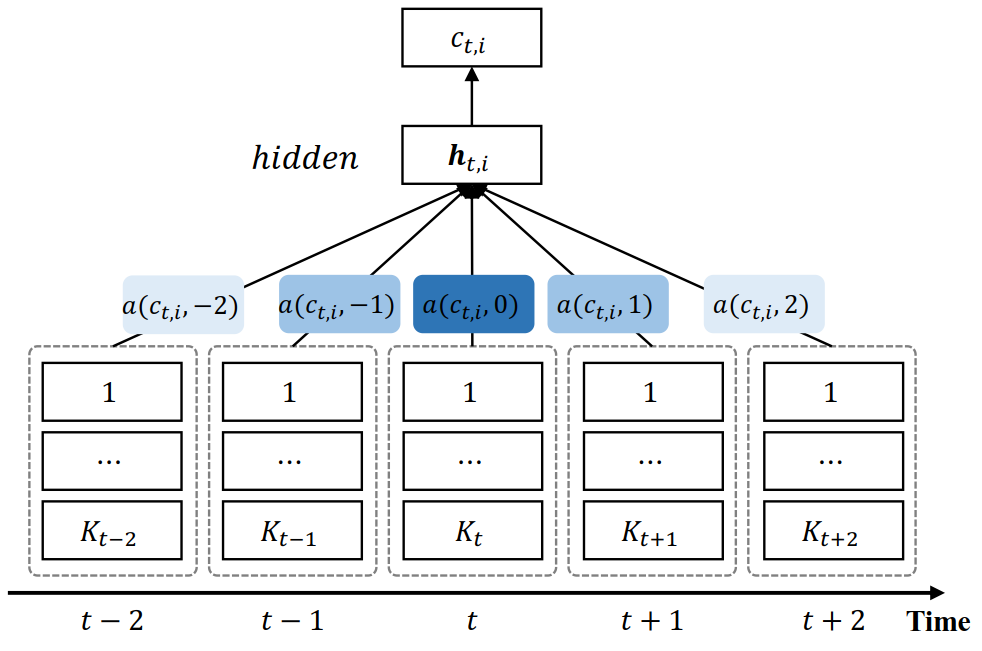 c_{t,i}
hidden
h_{t,i}
a(c_{t,i}, −2) a(c_{t,i}, −1) a(c_{t,i}, 0) a(c_{t,i}, 1) a(c_{t,i}, 2)
1 1 1 1 1
... ... ... ... ...
K_{t−2} K_{t−1} K_t K_{t+1} K_{t+2}
t − 2 t − 1 t t + 1 t + 2 Time